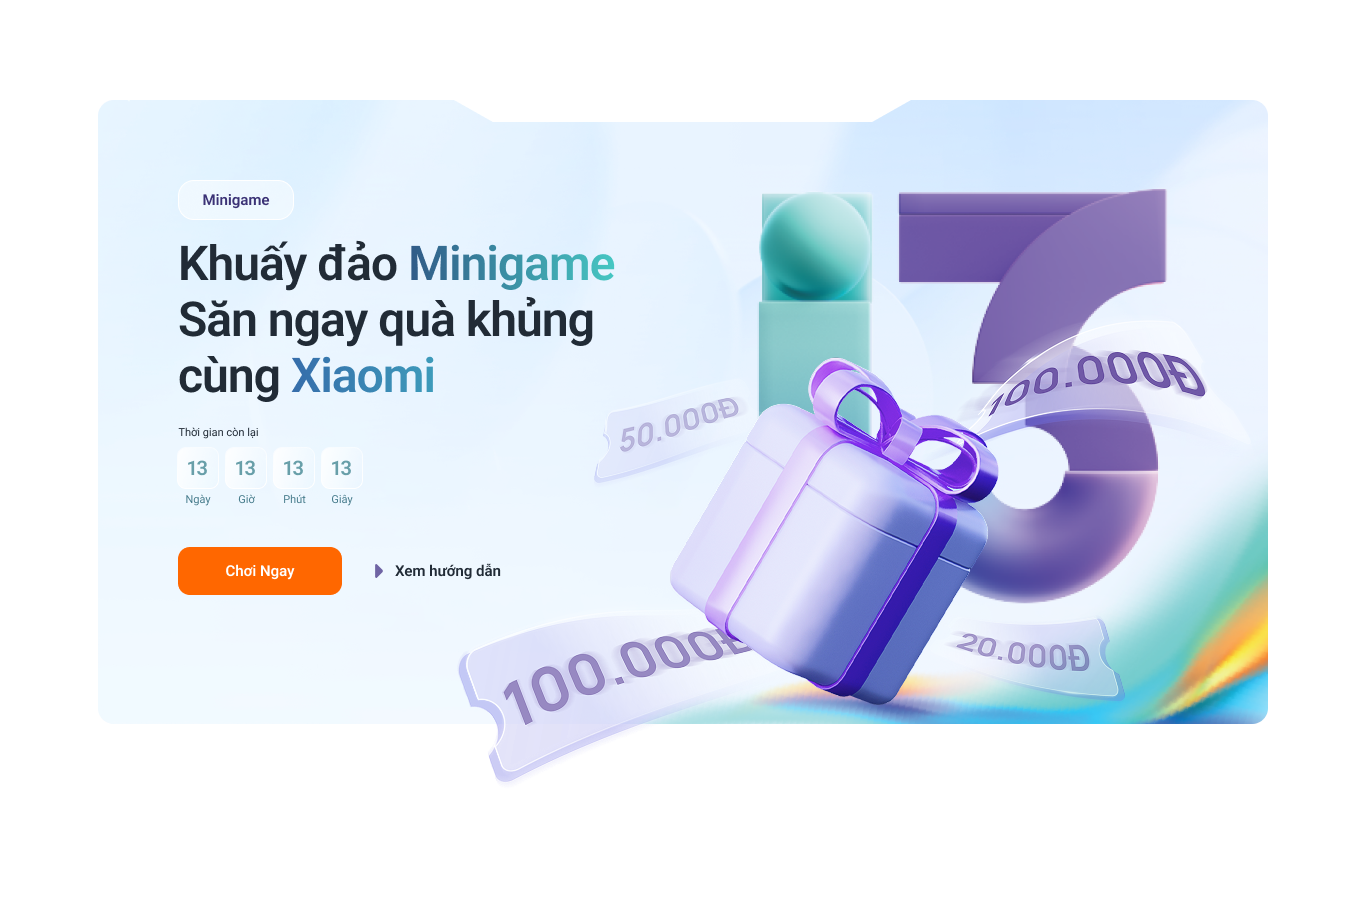 Minigame
Khuấy đảo Minigame
Săn ngay quà khủng
cùng Xiaomi
Thời gian còn lại
13 13 13 13
Ngày Giờ Phút Giây
Chơi Ngay
Xem hướng dẫn
13
50.000Đ
100.000Đ
100.000Đ
20.000Đ